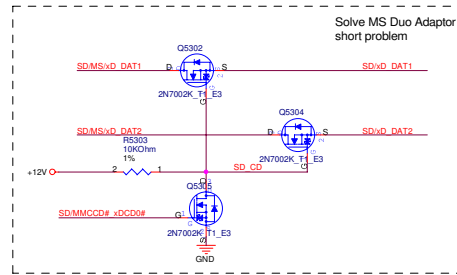 Solve MS Duo Adaptor
short problem
Q5302
SD/MS/xD_DAT1
D
S
SD/xD_DAT1
G
2N7002K_T1_E3
Q5304
SD/MS/xD_DAT2
D
S
SD/xD_DAT2
R5303
10KOhm
1%
2N7002K_T1_E3
G
+12V
2
1
SD_CD
D
Q5305
SD/MMCCD#_xDCD0#
G
2N7002K_T1_E3
S
GND